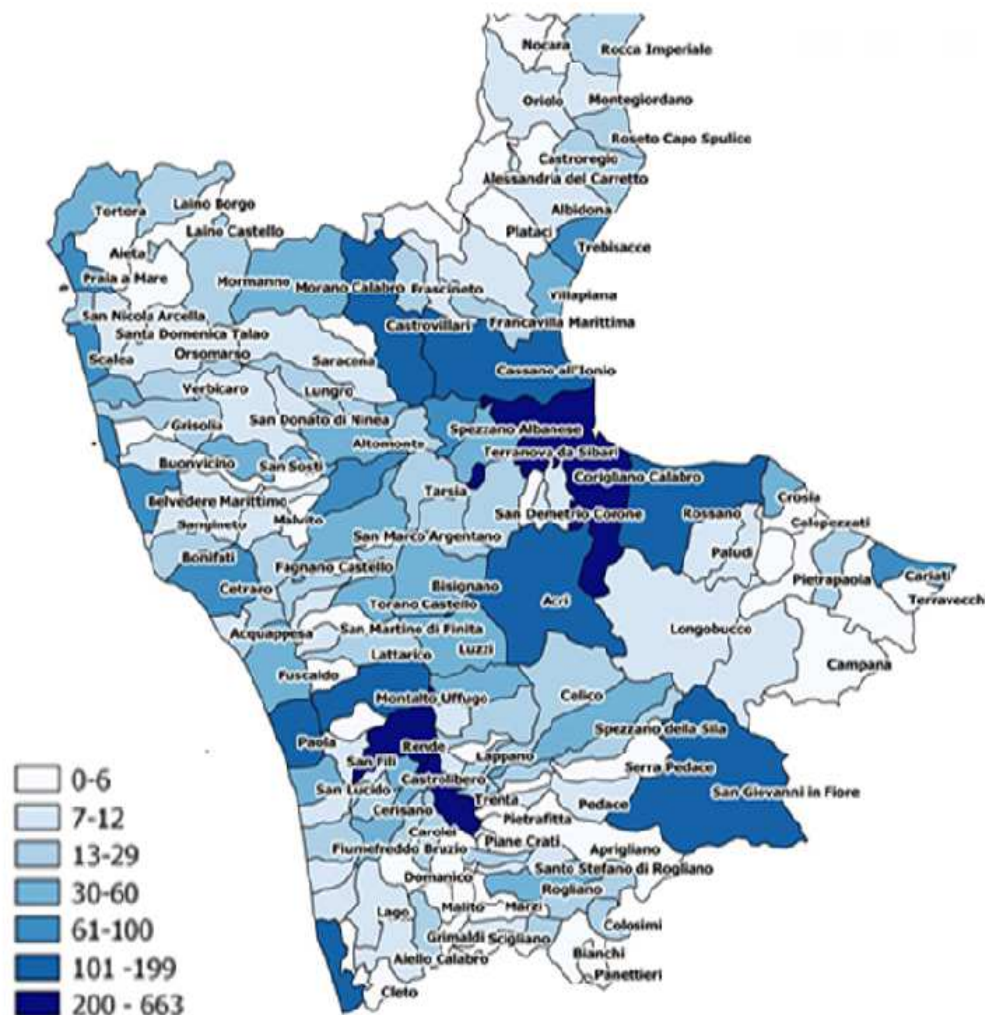 Nocara
Rocca Imperiale
Oriolo
Montegiordano
Roseto Capo Spulice
Castroregio
Alessandria del Carretto
Albidona
Plataci
Trebisacce
Tortora
Laino Borgo
Laino Castello
Aieta
Praia a Mare
Mormanno
Morano Calabro
Frascineto
Villapiana
San Nicola Arcella
Santa Domenica Talao
Castrovillari
Francavilla Marittima
Scalea
Orsomarso
Saracena
Cassano all'Ionio
Verbicaro
Lungro
Grisolia
San Donato di Ninea
Altomonte
Spezzano Albanese
Terranova da Sibari
Buonvicino
San Sosti
Corigliano Calabro
Belvedere Marittimo
Tarsia
Malvito
Sangineto
San Demetrio Corone
Rossano
Crosia
Calopezzati
San Marco Argentano
Bonifati
Paludi
Fagnano Castello
Cetraro
Bisignano
Pietrapaola
Cariati
Terravecch
Torano Castello
Acri
Acquappesa
San Martino di Finita
Longobucco
Lattarico
Luzzi
Campana
Fuscaldo
Montalto Uffugo
Celico
Spezzano della Sila
Paola
Rende
San Fili
Lappano
Serra Pedace
San Lucido
Castrolibero
San Giovanni in Fiore
Cerisano
Trenta
Pedace
Pietrafitta
Carolei
Piane Crati
Fiumefreddo Bruzio
Aprigliano
Domanico
Santo Stefano di Rogliano
Rogliano
Lago
Malito
Marzi
Colosimi
Grimaldi
Scigliano
Aiello Calabro
Bianchi
Panettieri
Cleto
0-6
7-12
13-29
30-60
61-100
101 -199
200 - 663